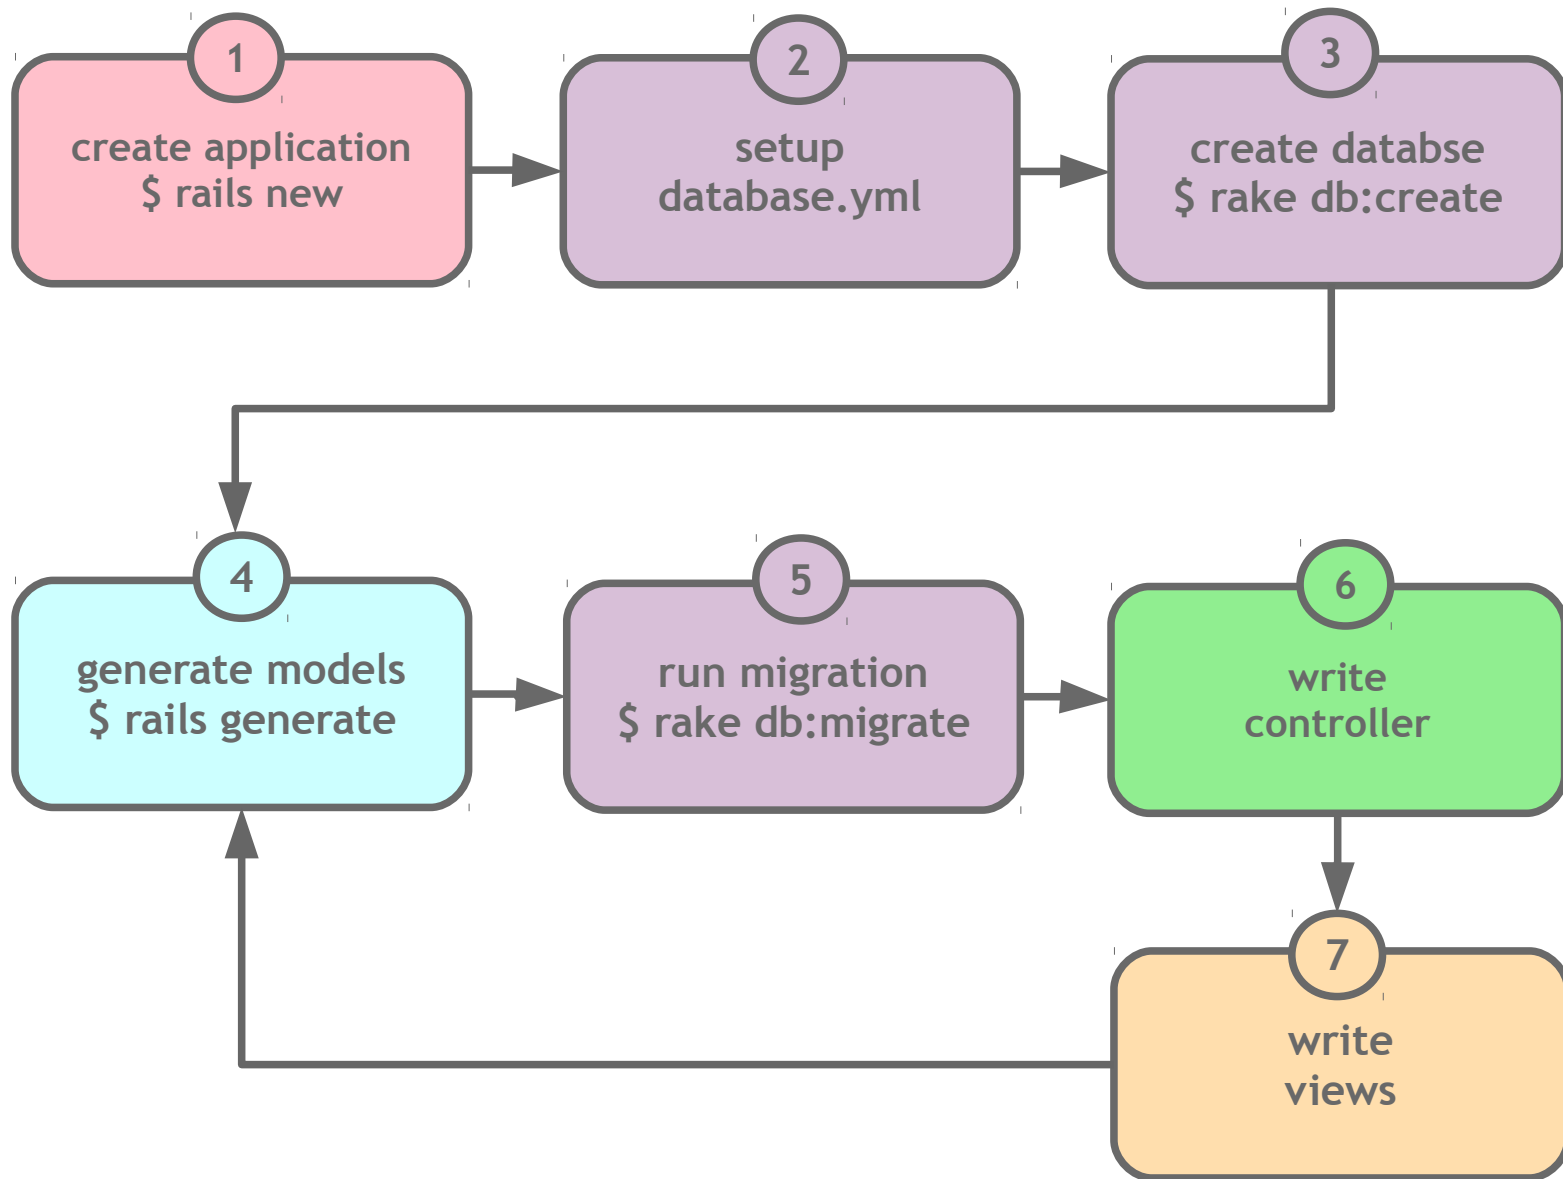 1
create application
$ rails new
2
setup
database.yml
3
create databse
$ rake db:create
4
generate models
$ rails generate
5
run migration
$ rake db:migrate
6
write
controller
7
write
views